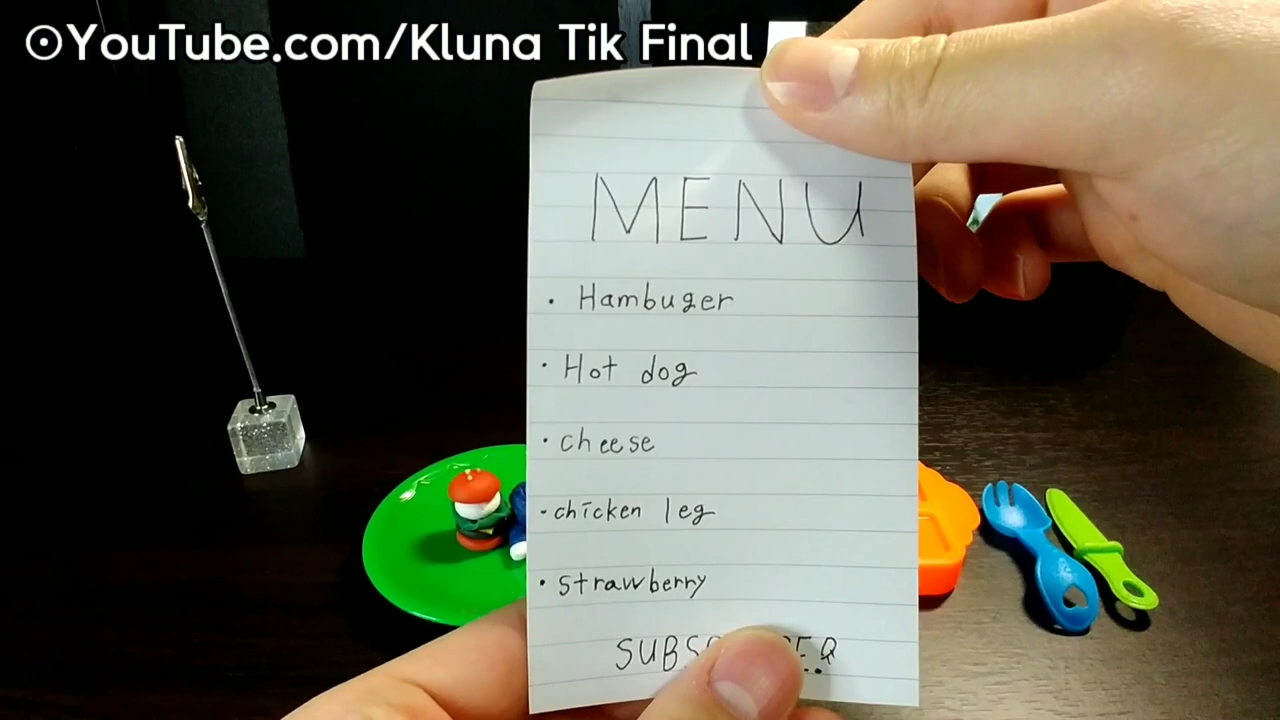 ⊙YouTube.com/Kluna Tik Final
MENU
· Hambuger
· Hot dog
· cheese
· chicken leg
· strawberry